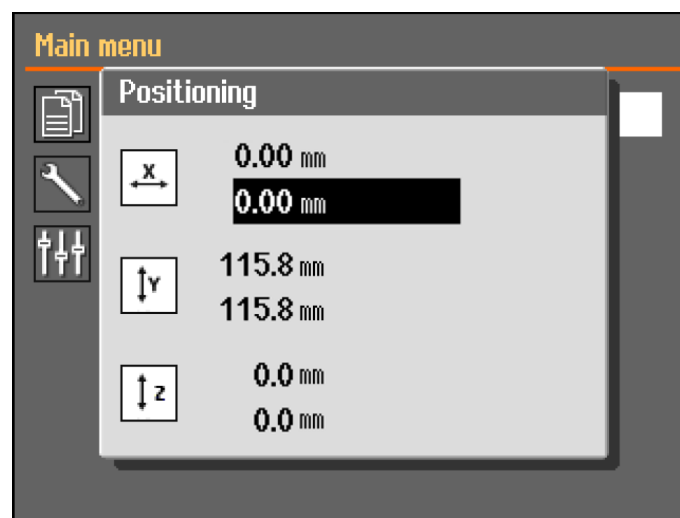 Main menu
Positioning
X
0.00 mm
0.00 mm
Y
115.8 mm
115.8 mm
Z
0.0 mm
0.0 mm